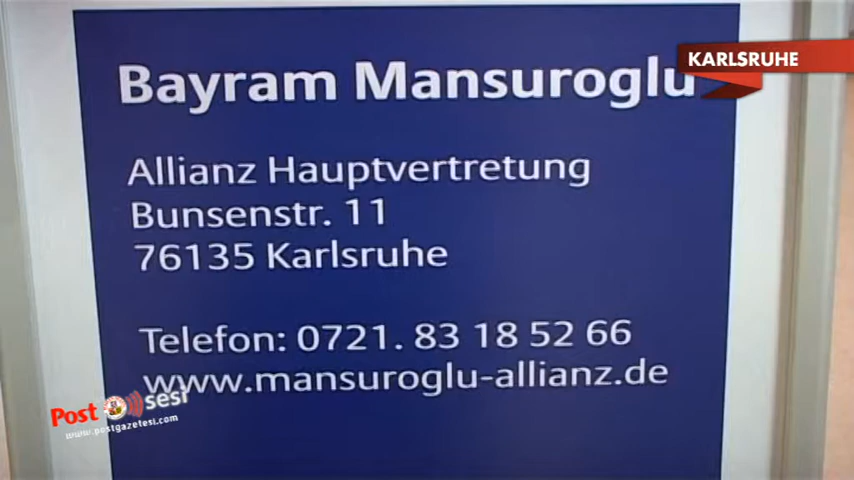 KARLSRUHE
Bayram Mansuroglu
Allianz Hauptvertretung
Bunsenstr. 11
76135 Karlsruhe
Telefon: 0721. 83 18 52 66
www.mansuroglu-allianz.de
Post sesi
www.postgazetesi.com